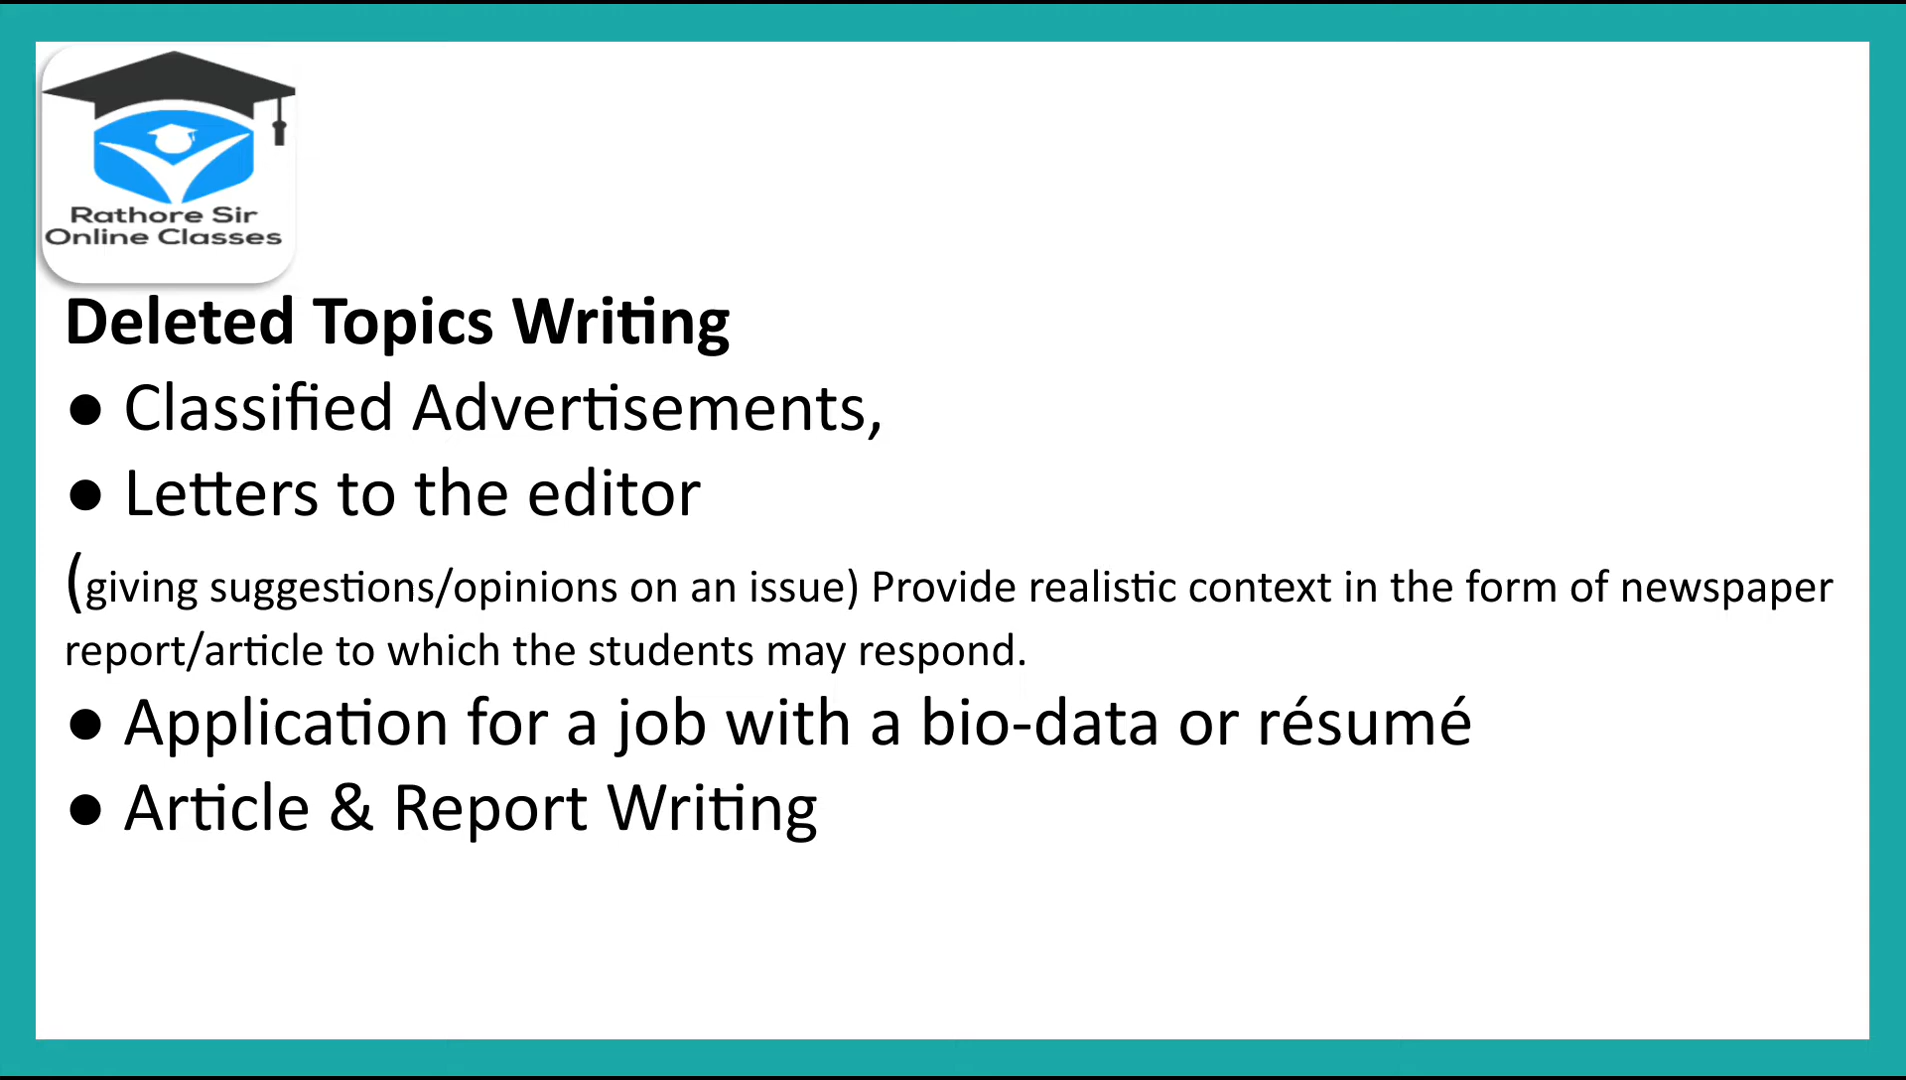 Rathore Sir
Online Classes
Deleted Topics Writing
● Classified Advertisements,
● Letters to the editor
(giving suggestions/opinions on an issue) Provide realistic context in the form of newspaper
report/article to which the students may respond.
● Application for a job with a bio-data or résumé
● Article & Report Writing